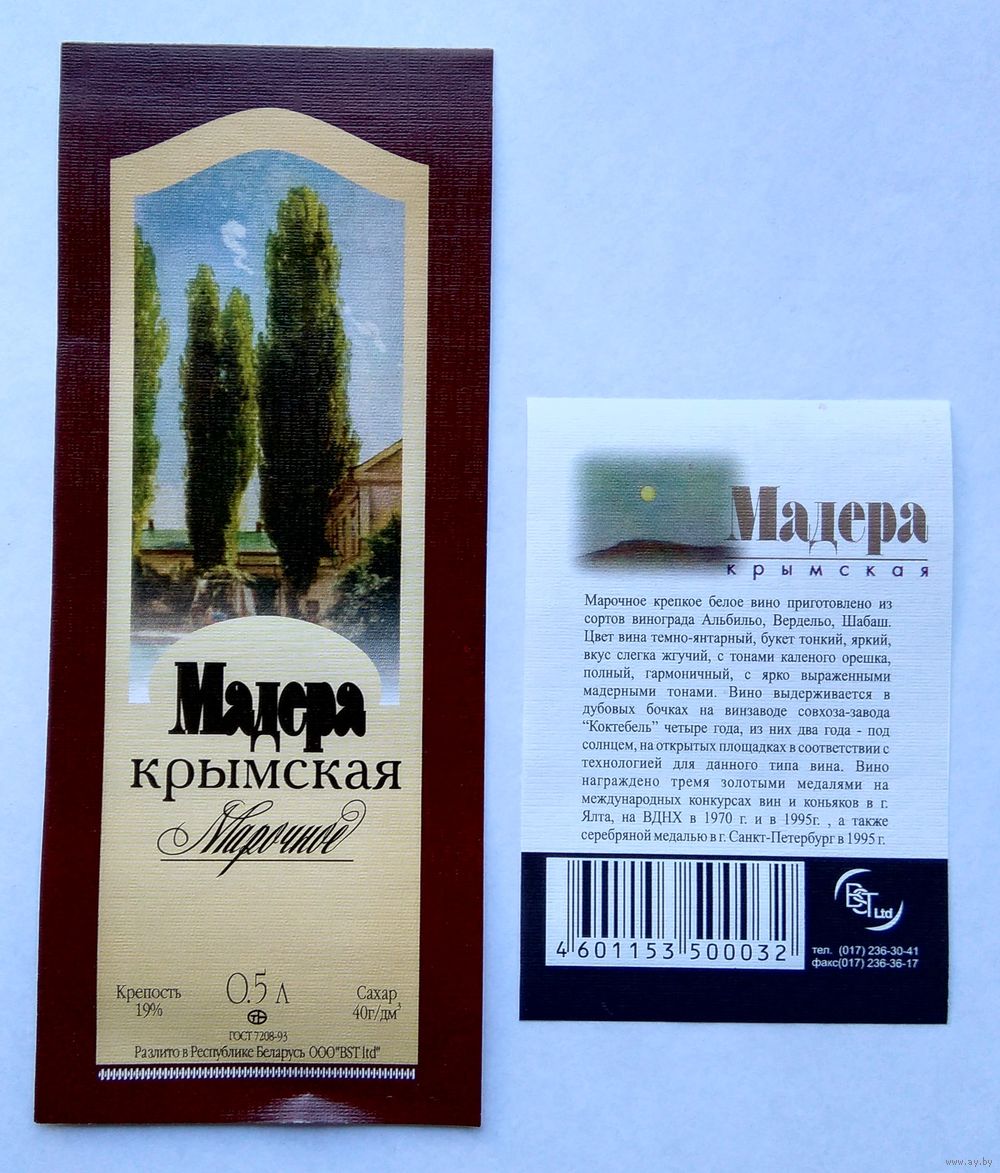 Мадера
крымская
Марочное
Крепость
19%
0.5 л
Сахар
40г/дм³
ГОСТ 7208-93
Разлито в Республике Беларусь ООО"BST ltd"
Мадера
крымская
Марочное крепкое белое вино приготовлено из
сортов винограда Альбильо, Вердельо, Шабаш.
Цвет вина темно-янтарный, букет тонкий, яркий,
вкус слегка жгучий, с тонами каленого орешка,
полный, гармоничный, с ярко выраженными
мадерными тонами. Вино выдерживается в
дубовых бочках на винзаводе совхоза-завода
“Коктебель” четыре года, из них два года - под
солнцем, на открытых площадках в соответствии с
технологией для данного типа вина. Вино
награждено тремя золотыми медалями на
международных конкурсах вин и коньяков в г.
Ялта, на ВДНХ в 1970 г. и в 1995г. , а также
серебряной медалью в г. Санкт-Петербург в 1995 г.
4 601153 500032
BST Ltd
тел. (017) 236-30-41
факс(017) 236-36-17
www.ay.by